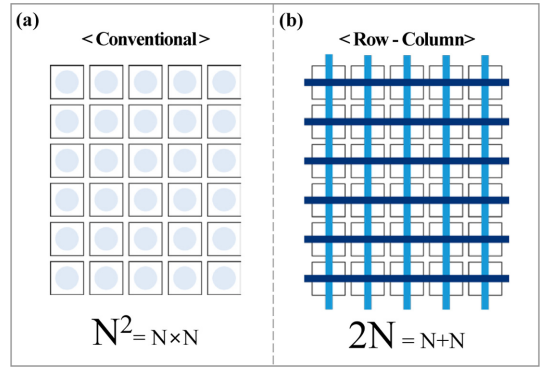 (a)
< Conventional >
N² = N×N
(b)
< Row - Column>
2N = N+N